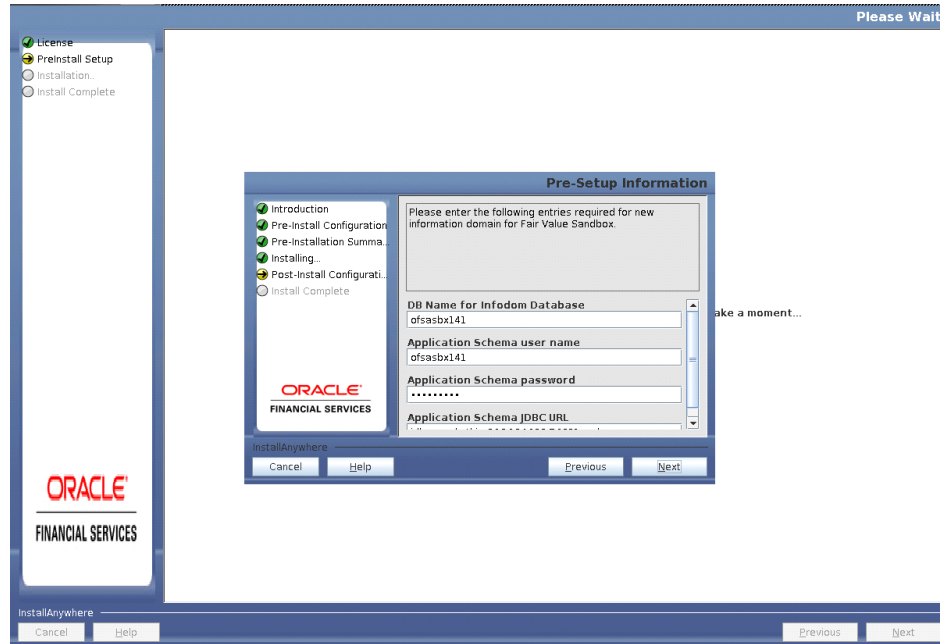 Please Wait
License
PreInstall Setup
Installation..
Install Complete
Pre-Setup Information
Introduction
Pre-Install Configuration
Pre-Installation Summa...
Installing...
Post-Install Configurati...
Install Complete
Please enter the following entries required for new
information domain for Fair Value Sandbox.
DB Name for Infodom Database
ofsasbx141
Application Schema user name
ofsasbx141
Application Schema password
•••••••••
Application Schema JDBC URL
ake a moment...
ORACLE
FINANCIAL SERVICES
InstallAnywhere
Cancel
Help
Previous
Next
ORACLE
FINANCIAL SERVICES
InstallAnywhere
Cancel
Help
Previous
Next